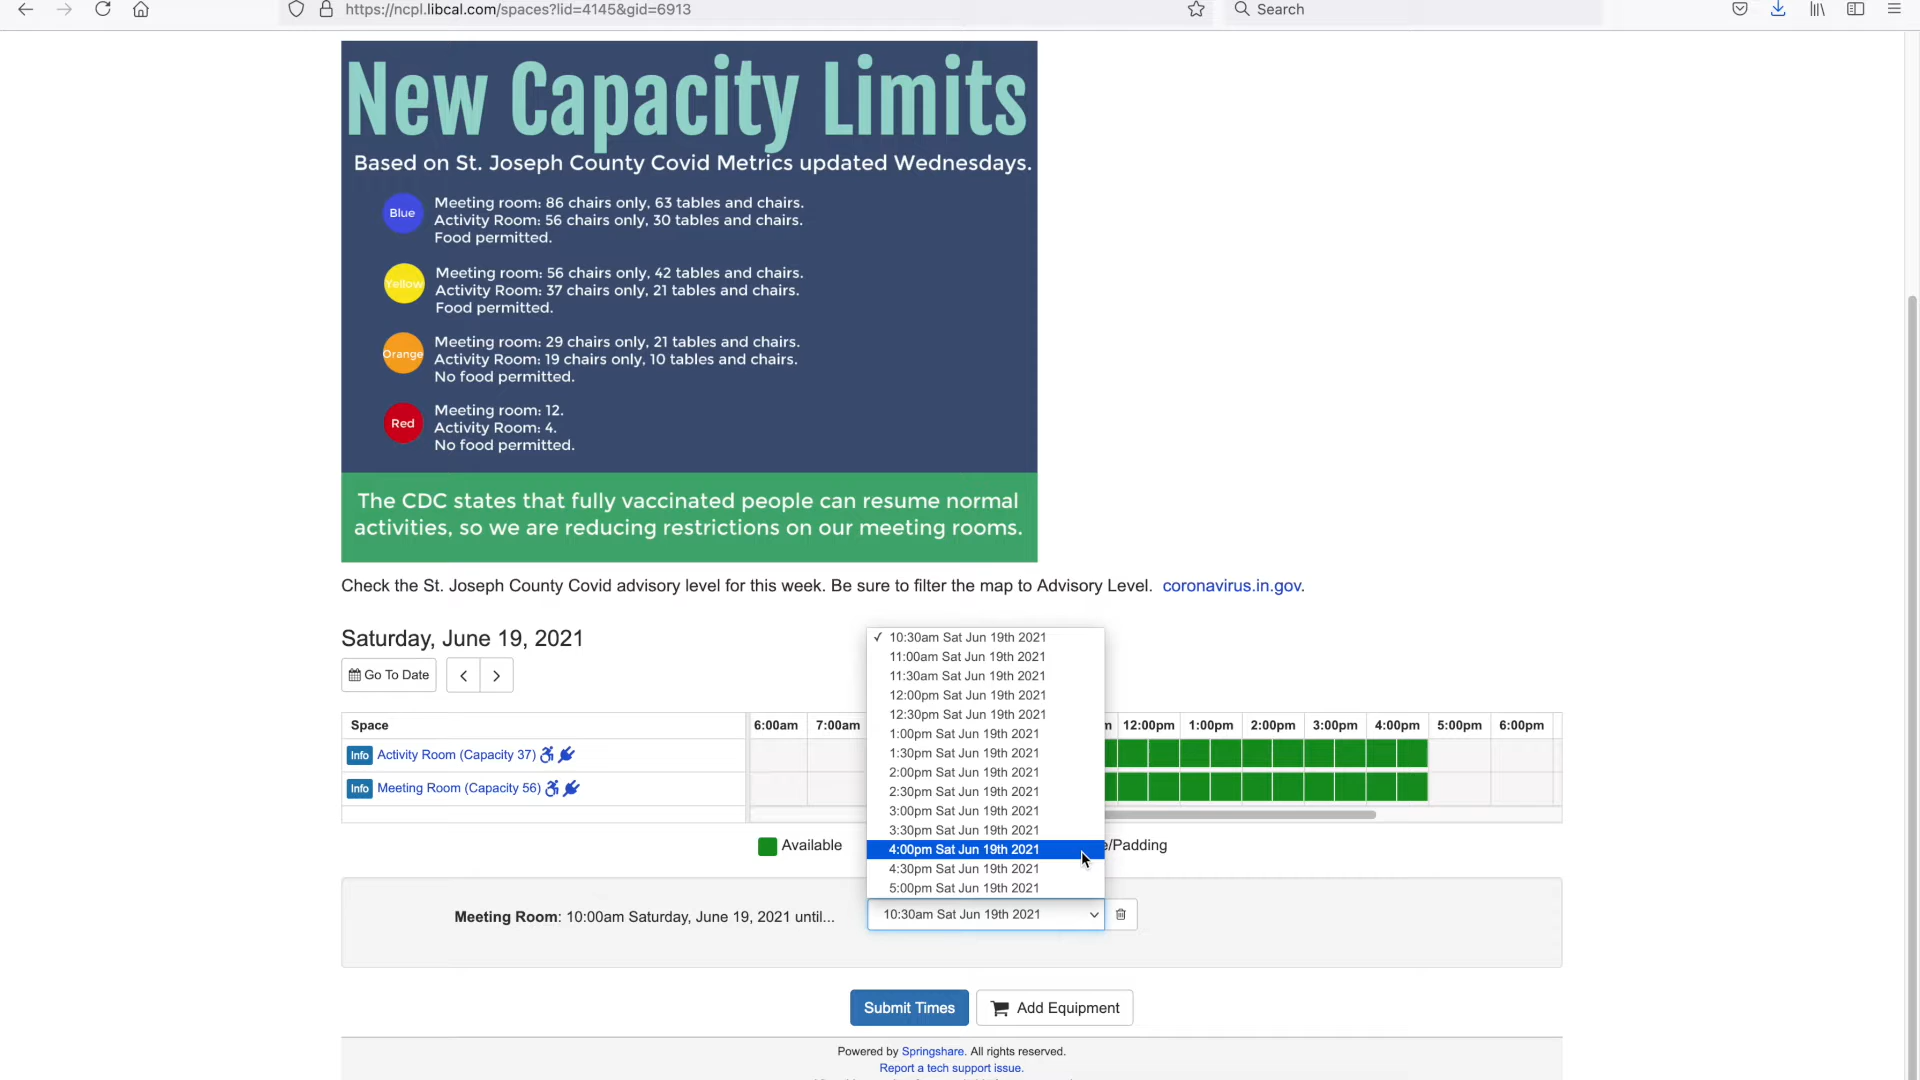 https://ncpl.libcal.com/spaces?lid=4145&gid=6913
Search
New Capacity Limits
Based on St. Joseph County Covid Metrics updated Wednesdays.
Blue
Meeting room: 86 chairs only, 63 tables and chairs.
Activity Room: 56 chairs only, 30 tables and chairs.
Food permitted.
Yellow
Meeting room: 56 chairs only, 42 tables and chairs.
Activity Room: 37 chairs only, 21 tables and chairs.
Food permitted.
Orange
Meeting room: 29 chairs only, 21 tables and chairs.
Activity Room: 19 chairs only, 10 tables and chairs.
No food permitted.
Red
Meeting room: 12.
Activity Room: 4.
No food permitted.
The CDC states that fully vaccinated people can resume normal
activities, so we are reducing restrictions on our meeting rooms.
Check the St. Joseph County Covid advisory level for this week. Be sure to filter the map to Advisory Level. coronavirus.in.gov.
Saturday, June 19, 2021
Go To Date
10:30am Sat Jun 19th 2021
11:00am Sat Jun 19th 2021
11:30am Sat Jun 19th 2021
12:00pm Sat Jun 19th 2021
12:30pm Sat Jun 19th 2021
1:00pm Sat Jun 19th 2021
1:30pm Sat Jun 19th 2021
2:00pm Sat Jun 19th 2021
2:30pm Sat Jun 19th 2021
3:00pm Sat Jun 19th 2021
3:30pm Sat Jun 19th 2021
4:00pm Sat Jun 19th 2021
4:30pm Sat Jun 19th 2021
5:00pm Sat Jun 19th 2021
Space 6:00am 7:00am 12:00pm 1:00pm 2:00pm 3:00pm 4:00pm 5:00pm 6:00pm
Info Activity Room (Capacity 37)
Info Meeting Room (Capacity 56)
Available e/Padding
Meeting Room: 10:00am Saturday, June 19, 2021 until... 10:30am Sat Jun 19th 2021
Submit Times Add Equipment
Powered by Springshare. All rights reserved.
Report a tech support issue.